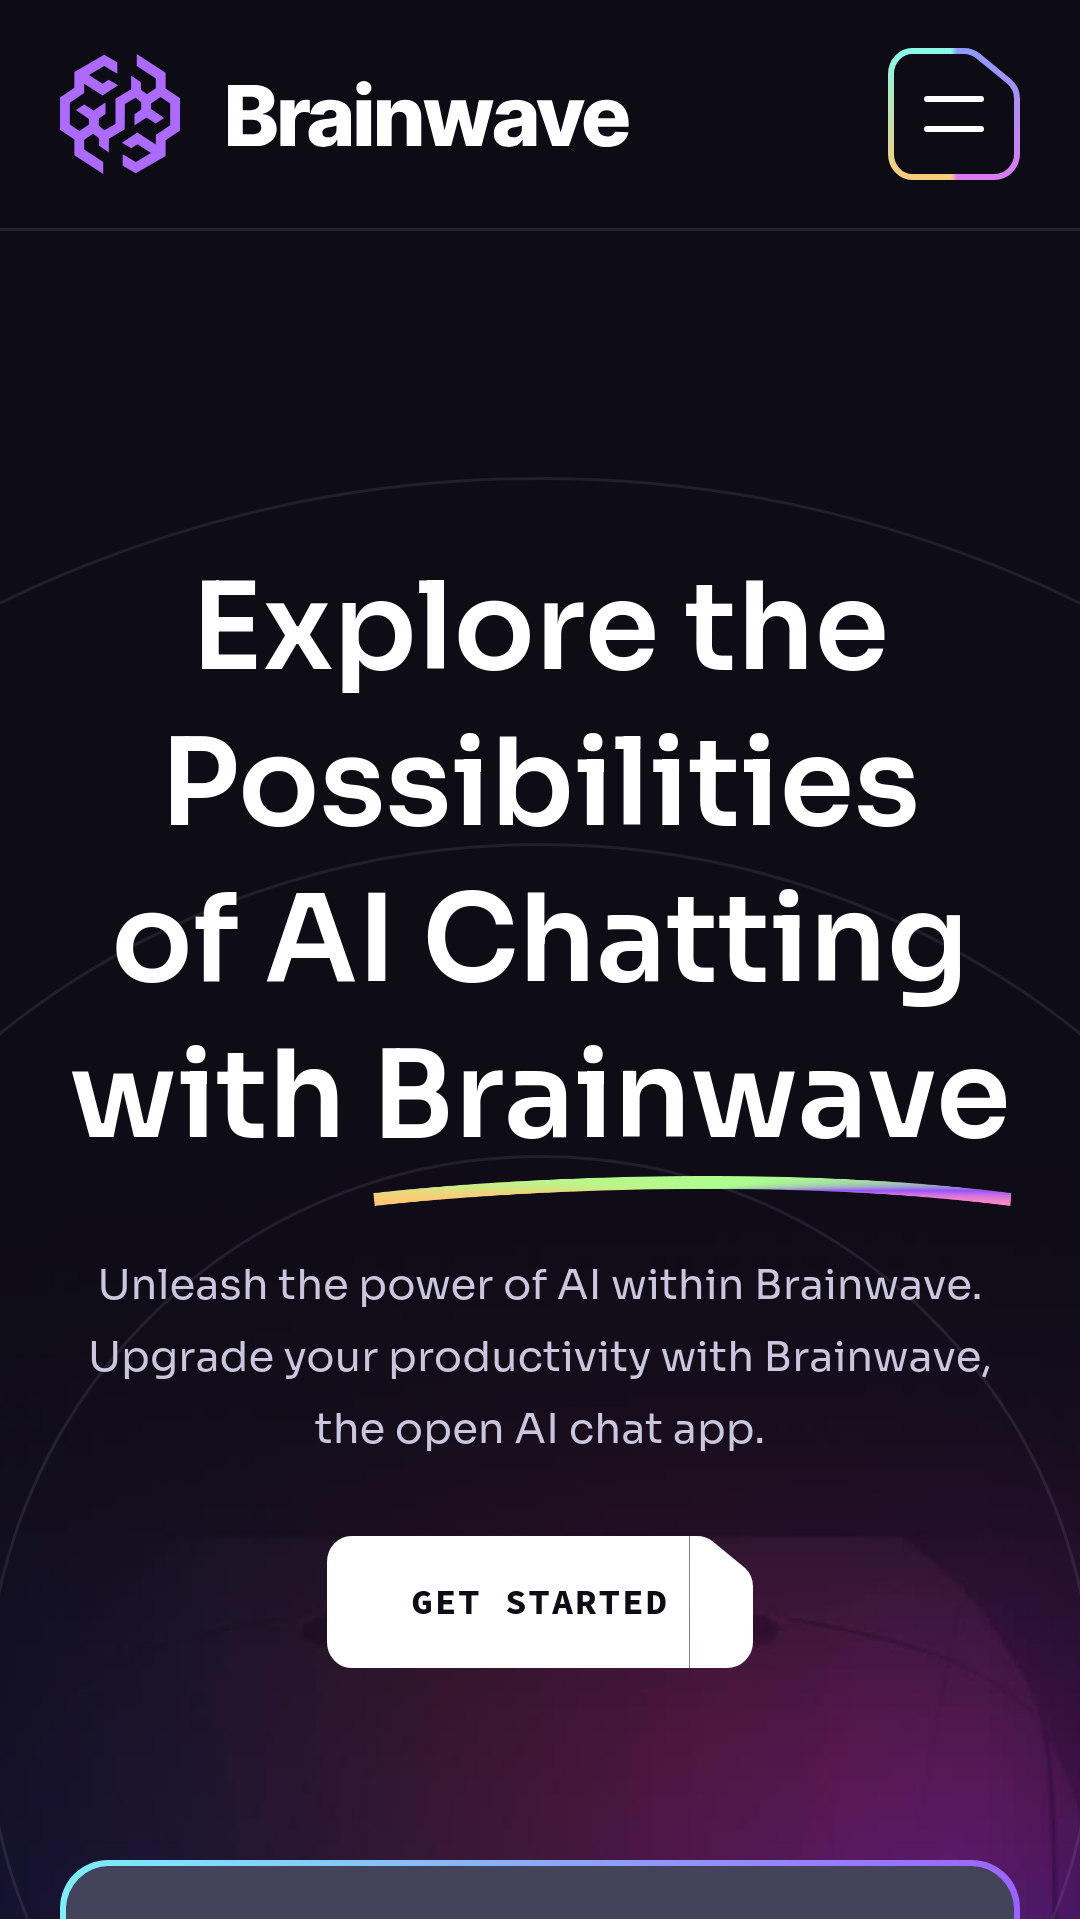 Brainwave
Explore the
Possibilities
of AI Chatting
with Brainwave
Unleash the power of AI within Brainwave.
Upgrade your productivity with Brainwave,
the open AI chat app.
GET STARTED